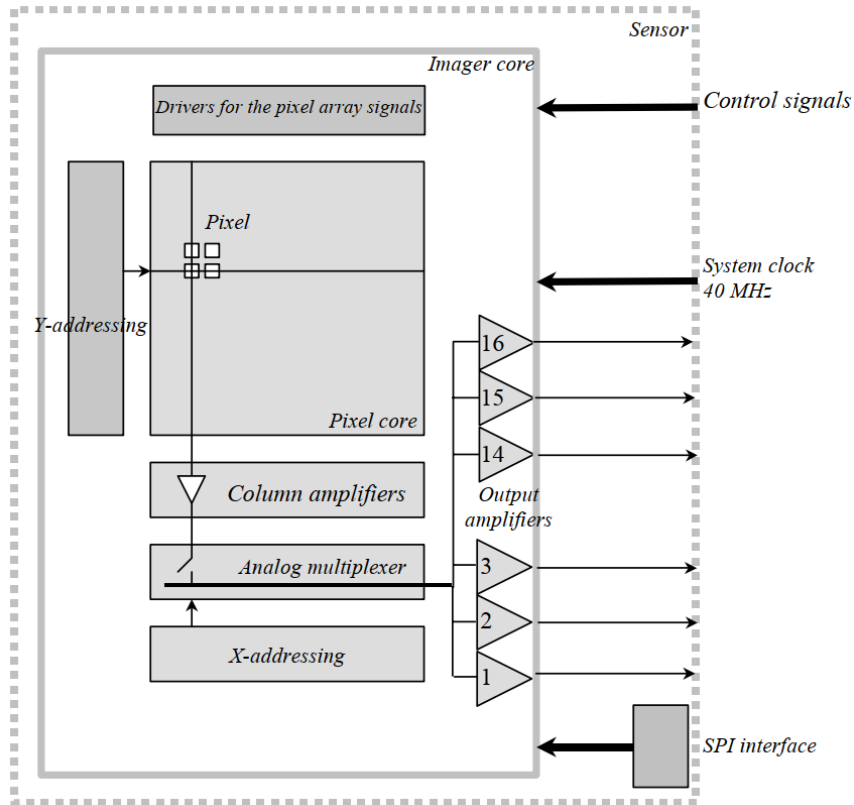 Sensor
Imager core
Drivers for the pixel array signals
Control signals
Pixel
System clock
40 MHz
Y-addressing
16
15
Pixel core
14
Column amplifiers
Output
amplifiers
Analog multiplexer
3
2
X-addressing
1
SPI interface